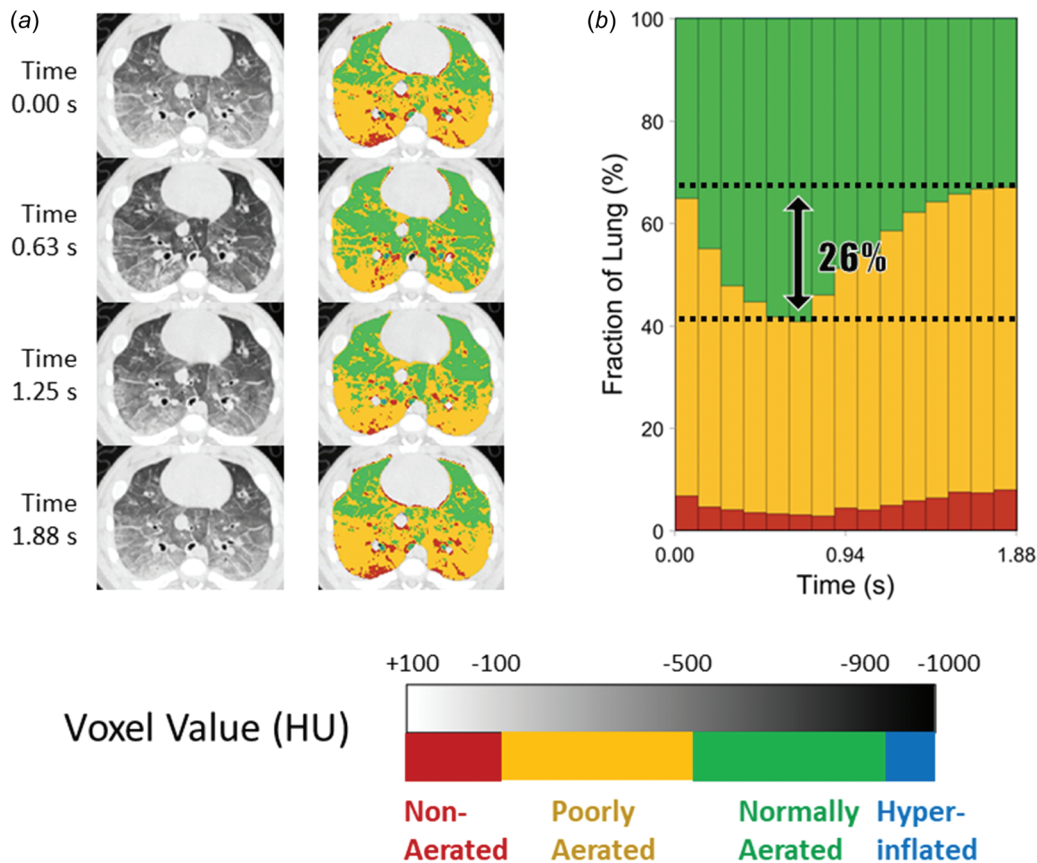 (a)
Time
0.00 s
Time
0.63 s
Time
1.25 s
Time
1.88 s
(b)
Fraction of Lung (%)
100
80
60
40
20
0
26%
0.00 0.94 1.88
Time (s)
Voxel Value (HU)
+100 -100 -500 -900 -1000
Non-
Aerated
Poorly
Aerated
Normally
Aerated
Hyper-
inflated